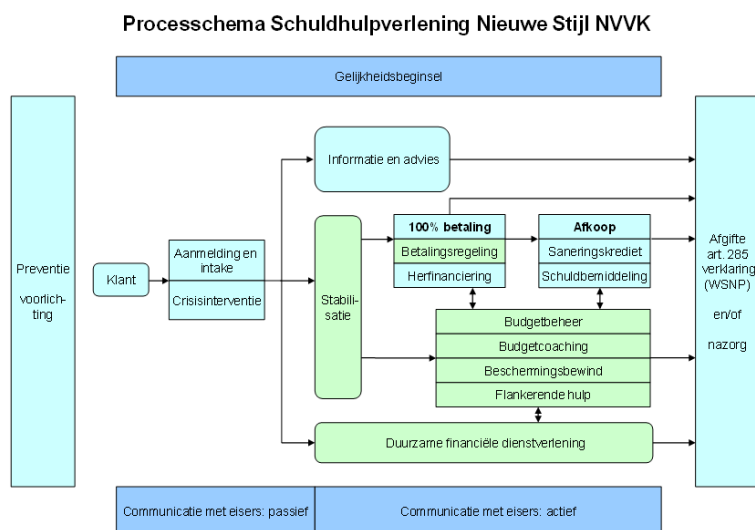 Processchema Schuldhulpverlening Nieuwe Stijl NVVK
Gelijkheidsbeginsel
Preventie
voorlich-
ting
Klant
Aanmelding en
intake
Crisisinterventie
Informatie en advies
Stabili-
satie
100% betaling
Betalingsregeling
Herfinanciering
Afkoop
Saneringskrediet
Schuldbemiddeling
Budgetbeheer
Budgetcoaching
Beschermingsbewind
Flankerende hulp
Duurzame financiële dienstverlening
Afgifte
art. 285
verklaring
(WSNP)
en/of
nazorg
Communicatie met eisers: passief
Communicatie met eisers: actief